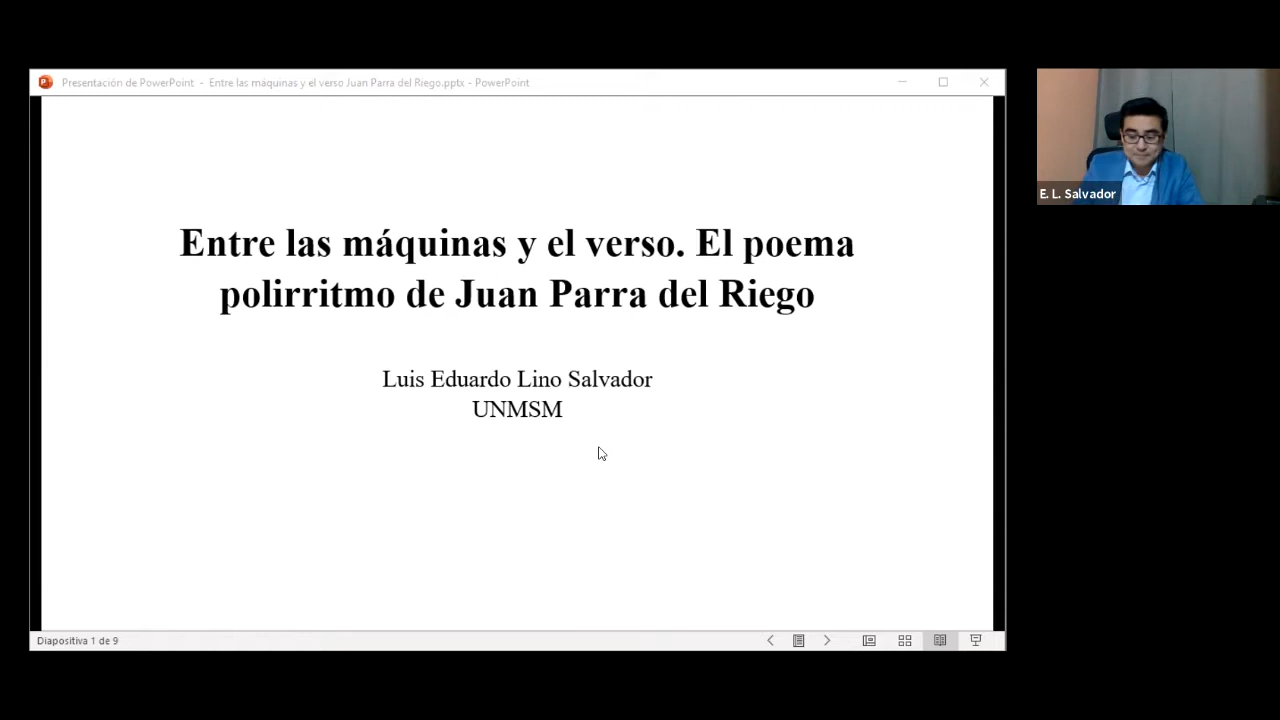 Presentación de PowerPoint - Entre las máquinas y el verso Juan Parra del Riego.pptx - PowerPoint
E. L. Salvador
Entre las máquinas y el verso. El poema
polirritmo de Juan Parra del Riego
Luis Eduardo Lino Salvador
UNMSM
Diapositiva 1 de 9